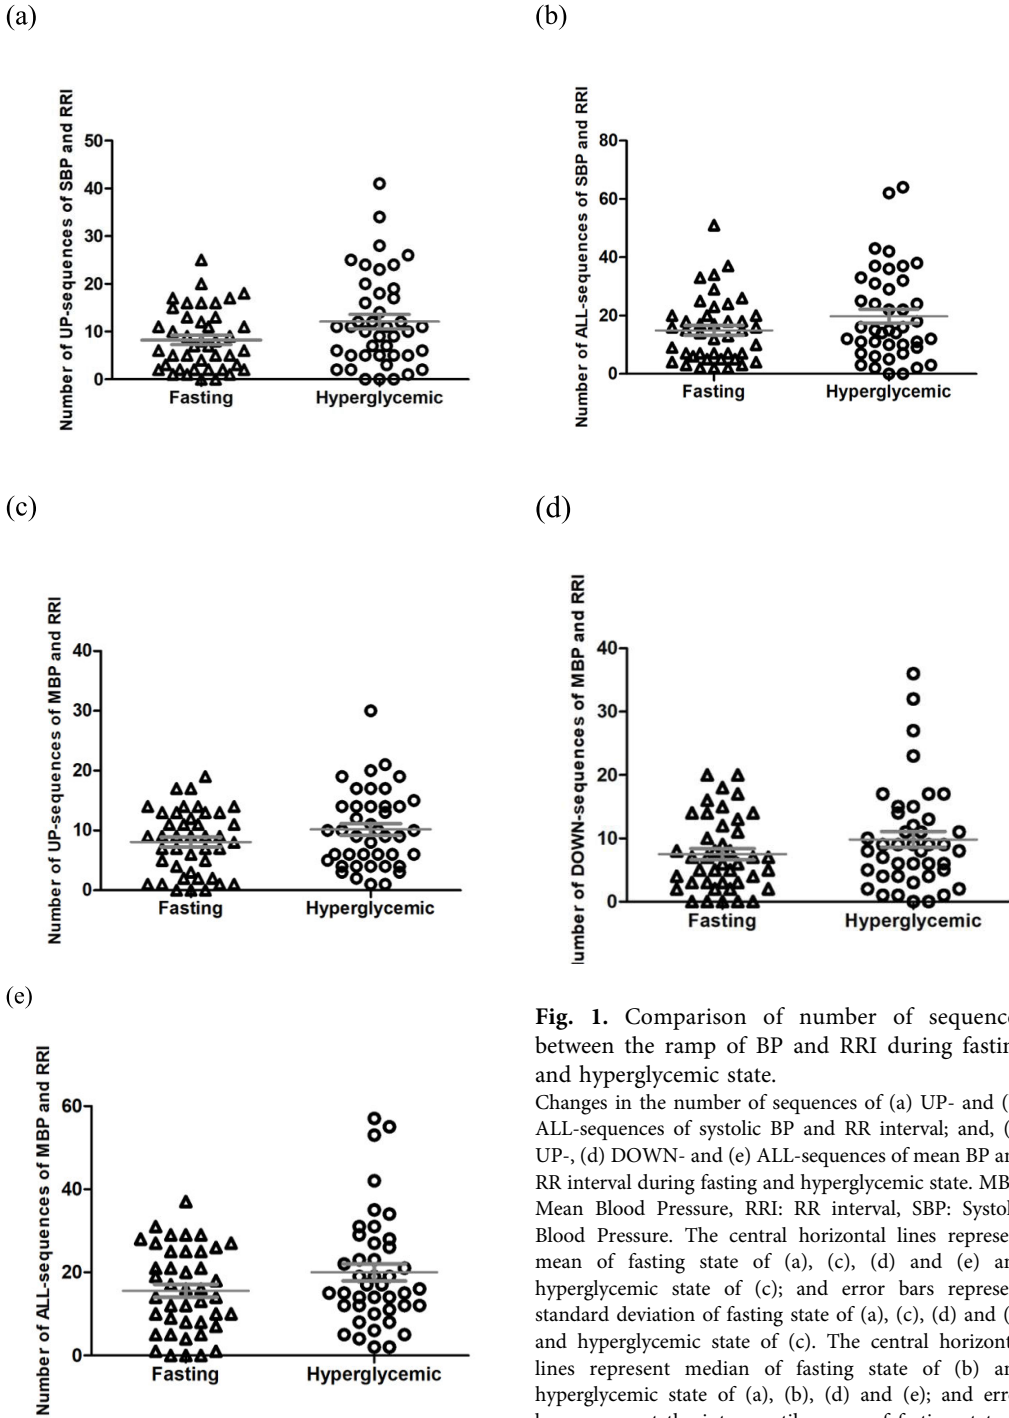 (a)
Number of UP-sequences of SBP and RRI
50
40
30
20
10
0
Fasting
Hyperglycemic
(b)
Number of ALL-sequences of SBP and RRI
80
60
40
20
0
Fasting
Hyperglycemic
(c)
Number of UP-sequences of MBP and RRI
40
30
20
10
0
Fasting
Hyperglycemic
(d)
umber of DOWN-sequences of MBP and RRI
40
30
20
10
0
Fasting
Hyperglycemic
(e)
Number of ALL-sequences of MBP and RRI
60
40
20
0
Fasting
Hyperglycemic
Fig. 1. Comparison of number of sequence
between the ramp of BP and RRI during fastin
and hyperglycemic state.
Changes in the number of sequences of (a) UP- and (
ALL-sequences of systolic BP and RR interval; and, (
UP-, (d) DOWN- and (e) ALL-sequences of mean BP an
RR interval during fasting and hyperglycemic state. MB
Mean Blood Pressure, RRI: RR interval, SBP: Systol
Blood Pressure. The central horizontal lines represe
mean of fasting state of (a), (c), (d) and (e) an
hyperglycemic state of (c); and error bars represe
standard deviation of fasting state of (a), (c), (d) and (
and hyperglycemic state of (c). The central horizont
lines represent median of fasting state of (b) an
hyperglycemic state of (a), (b), (d) and (e); and erro